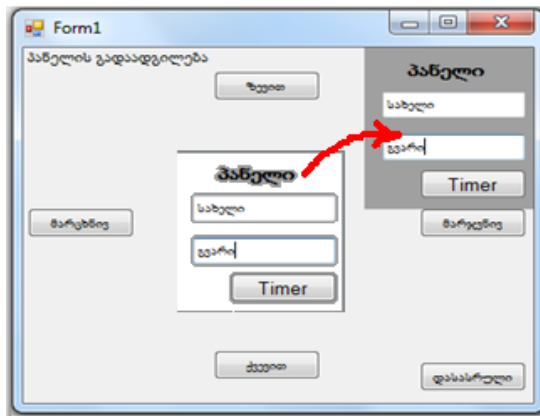 Form1
პანელის გადაადგილება
ზევით
პანელი
სახელი
გვარი
Timer
პანელი
სახელი
გვარი
Timer
მარცხნივ
მარჯვნივ
ქვევით
დასასრული